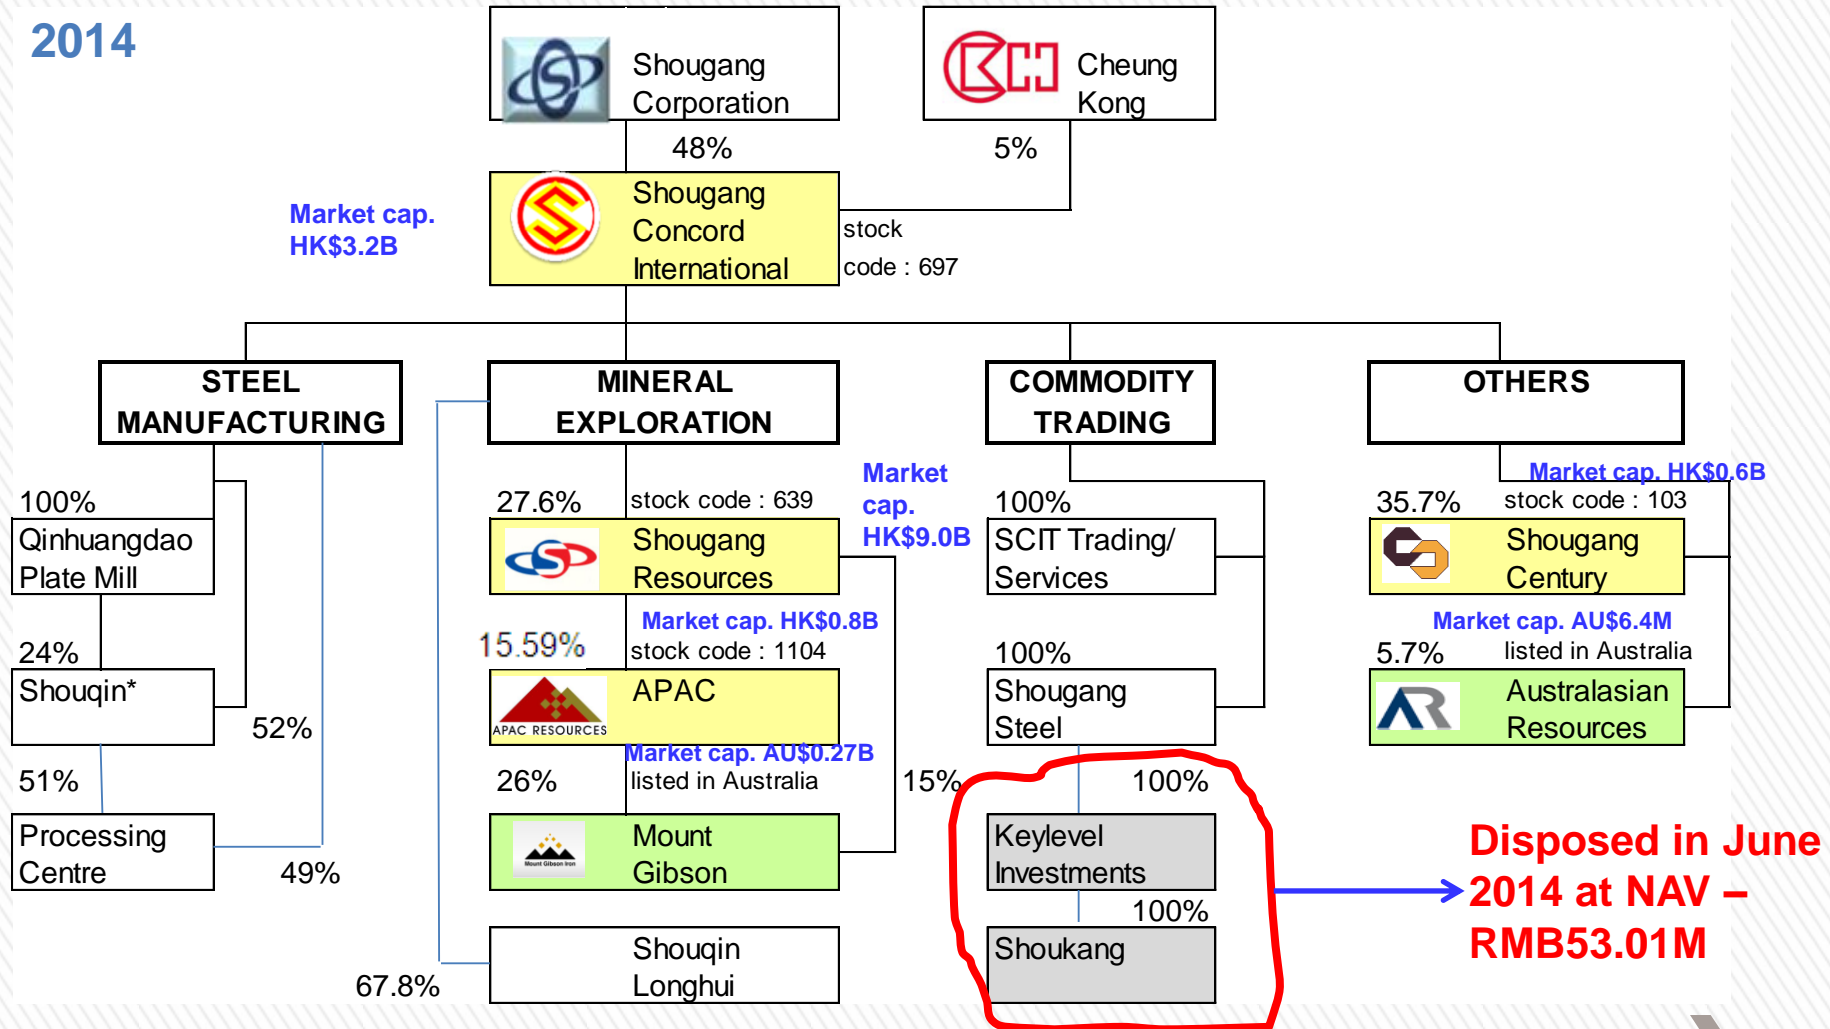 2014
Shougang
Corporation
Cheung
Kong
48%
5%
Market cap.
HK$3.2B
Shougang
Concord
International
stock
code : 697
STEEL
MANUFACTURING
MINERAL
EXPLORATION
COMMODITY
TRADING
OTHERS
100%
Qinhuangdao
Plate Mill
24%
Shouqin*
52%
51%
Processing
Centre
49%
27.6%
stock code : 639
Market
cap.
HK$9.0B
Shougang
Resources
Market cap. HK$0.8B
15.59%
stock code : 1104
APAC
APAC RESOURCES
Market cap. AU$0.27B
26%
listed in Australia
15%
Mount
Gibson
Mount Gibson Iron
Shouqin
Longhui
67.8%
100%
SCIT Trading/
Services
100%
Shougang
Steel
100%
Keylevel
Investments
100%
Shoukang
Market cap. HK$0.6B
35.7%
stock code : 103
Shougang
Century
Market cap. AU$6.4M
5.7%
listed in Australia
Australasian
Resources
AR
Disposed in June
2014 at NAV –
RMB53.01M